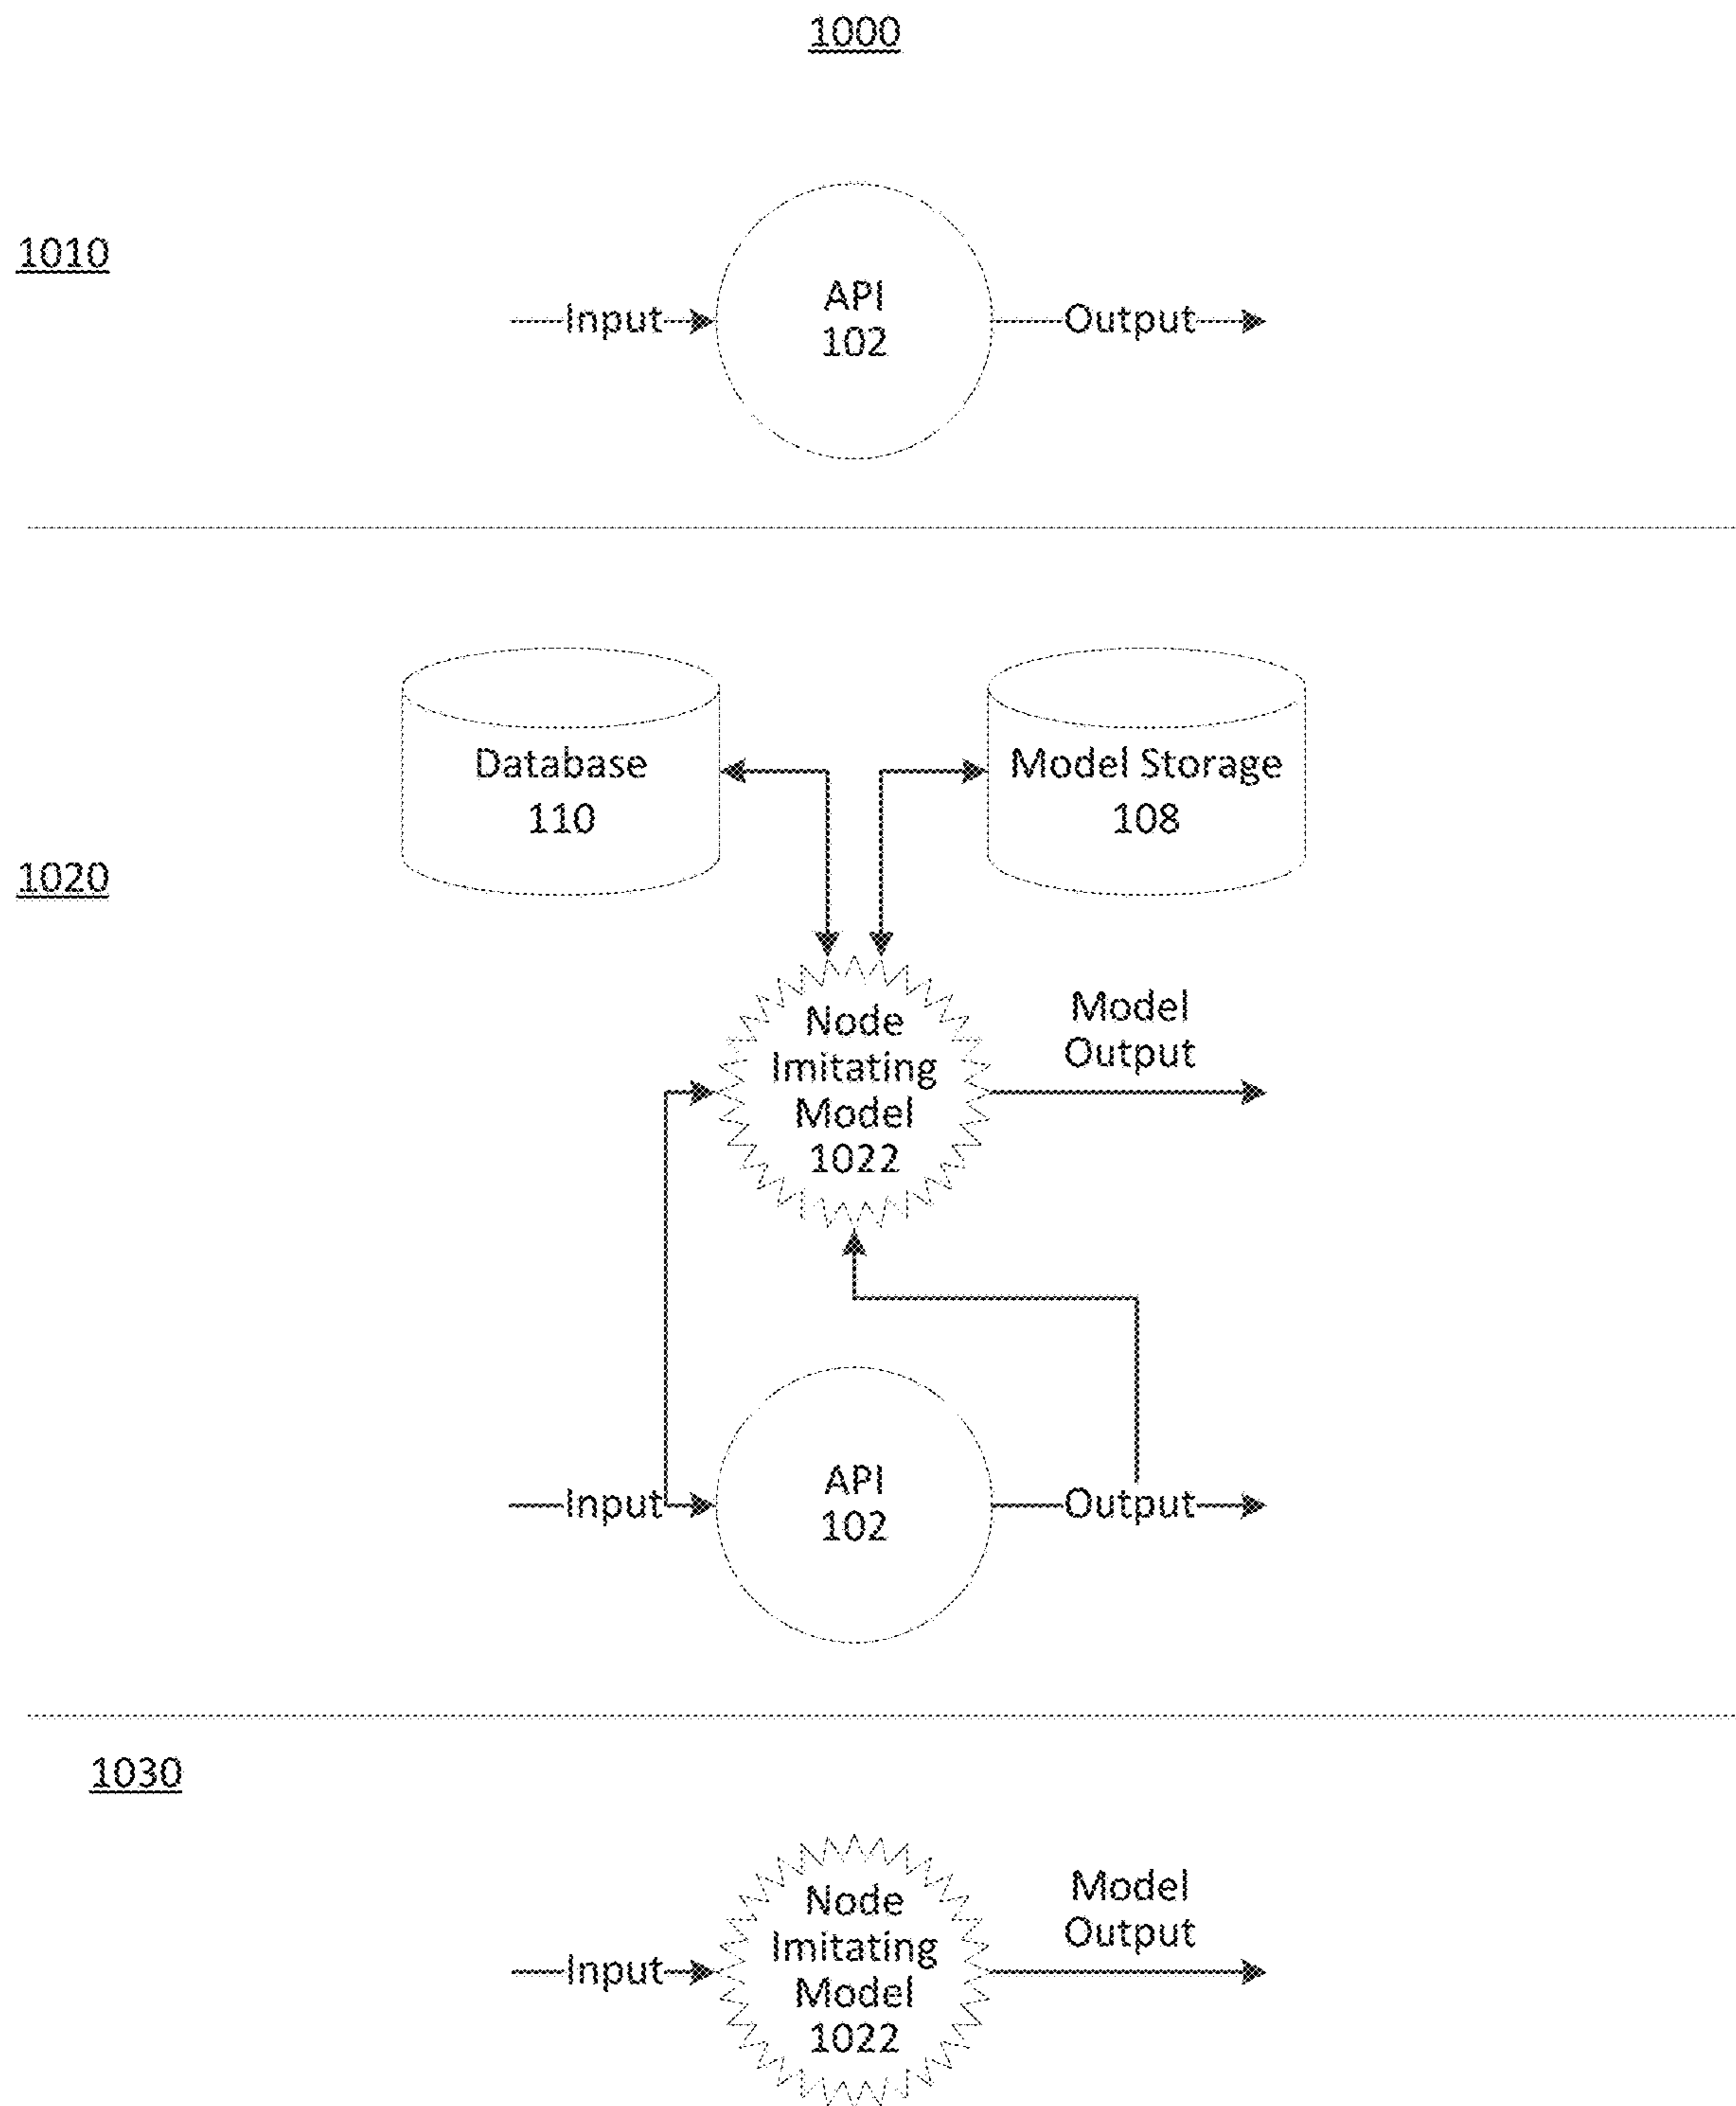 1000
1010
API
102
Input
Output
Database
110
Model Storage
108
1020
Node
Imitating
Model
1022
Model
Output
API
102
Input
Output
1030
Node
Imitating
Model
1022
Model
Output
Input